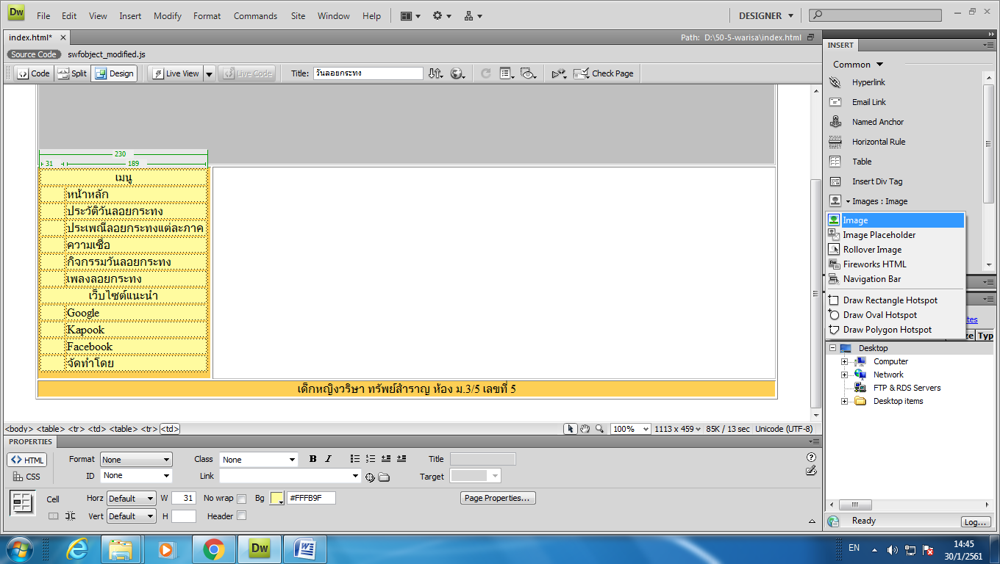 Dw File Edit View Insert Modify Format Commands Site Window Help DESIGNER
index.html* Path: D:\50-5-warisa\index.html
Source Code swfobject_modified.js
Code Split Design Live View Live Code Title: วันลอยกระทง Check Page
230
31 189
เมนู
หน้าหลัก
ประวัติวันลอยกระทง
ประเพณีลอยกระทงแต่ละภาค
ความเชื่อ
กิจกรรมวันลอยกระทง
เพลงลอยกระทง
เว็บไซต์แนะนำ
Google
Kapook
Facebook
จัดทำโดย
เด็กหญิงวริษา ทรัพย์สำราญ ห้อง ม.3/5 เลขที่ 5
<body> <table> <tr> <td> <table> <tr> <td> 100% 1113 x 459 85K / 13 sec Unicode (UTF-8)
PROPERTIES
HTML Format None Class None B I Title
CSS ID None Link Target
Cell Horz Default W 31 No wrap Bg #FFFB9F Page Properties...
Vert Default H Header
INSERT
Common
Hyperlink
Email Link
Named Anchor
Horizontal Rule
Table
Insert Div Tag
Images : Image
Image
Image Placeholder
Rollover Image
Fireworks HTML
Navigation Bar
Draw Rectangle Hotspot
Draw Oval Hotspot
Draw Polygon Hotspot
Typ
Desktop
Computer
Network
FTP & RDS Servers
Desktop items
Ready Log...
Dw W EN 14:45
30/1/2561